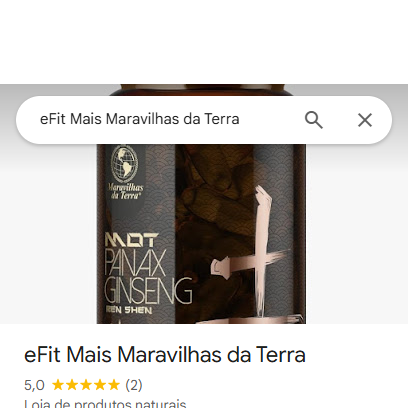 eFit Mais Maravilhas da Terra
Maravilhas
da Terra®
MDT
PANAX
GINSENG
REN SHEN
eFit Mais Maravilhas da Terra
5,0 ★★★★★ (2)
Loja de produtos naturais